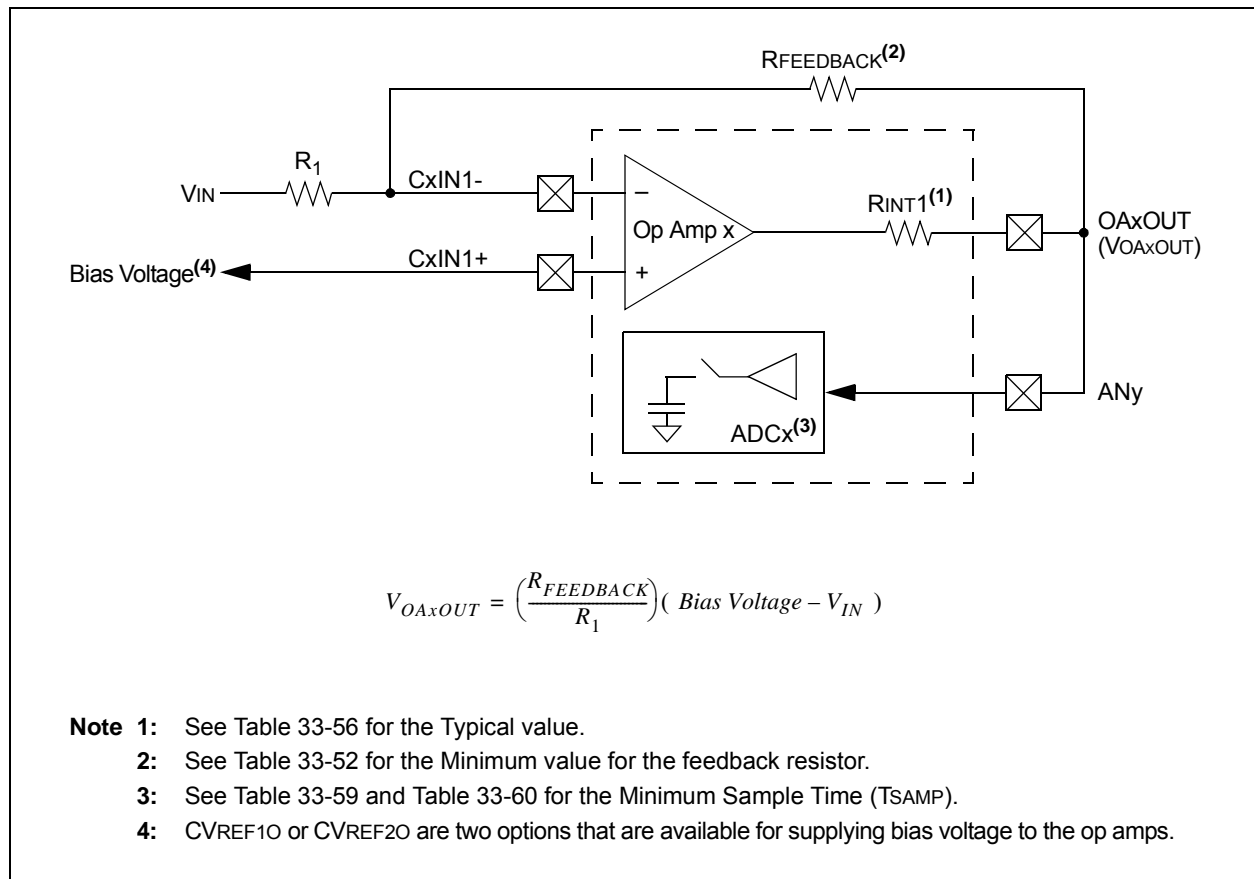 RFEEDBACK(2)
R1
VIN
CxIN1-
–
Op Amp x
RINT1(1)
OAxOUT
(VOAxOUT)
Bias Voltage(4)
CxIN1+
+
ADCx(3)
ANy
VOAxOUT = (RFEEDBACK / R1) ( Bias Voltage – VIN )
Note 1: See Table 33-56 for the Typical value.
2: See Table 33-52 for the Minimum value for the feedback resistor.
3: See Table 33-59 and Table 33-60 for the Minimum Sample Time (TSAMP).
4: CVREF1O or CVREF2O are two options that are available for supplying bias voltage to the op amps.